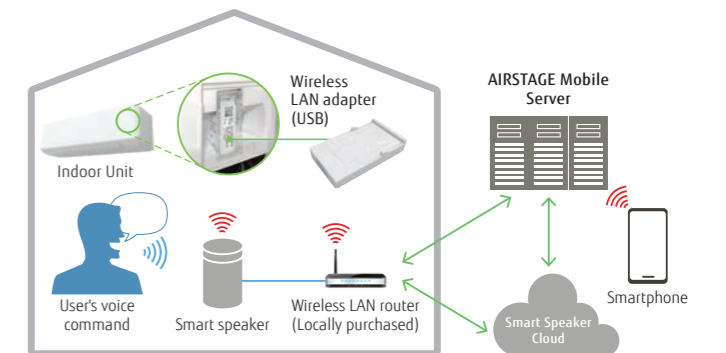 Wireless
LAN adapter
(USB)
AIRSTAGE Mobile
Server
Indoor Unit
User's voice
command
Smart speaker
Wireless LAN router
(Locally purchased)
Smart Speaker
Cloud
Smartphone